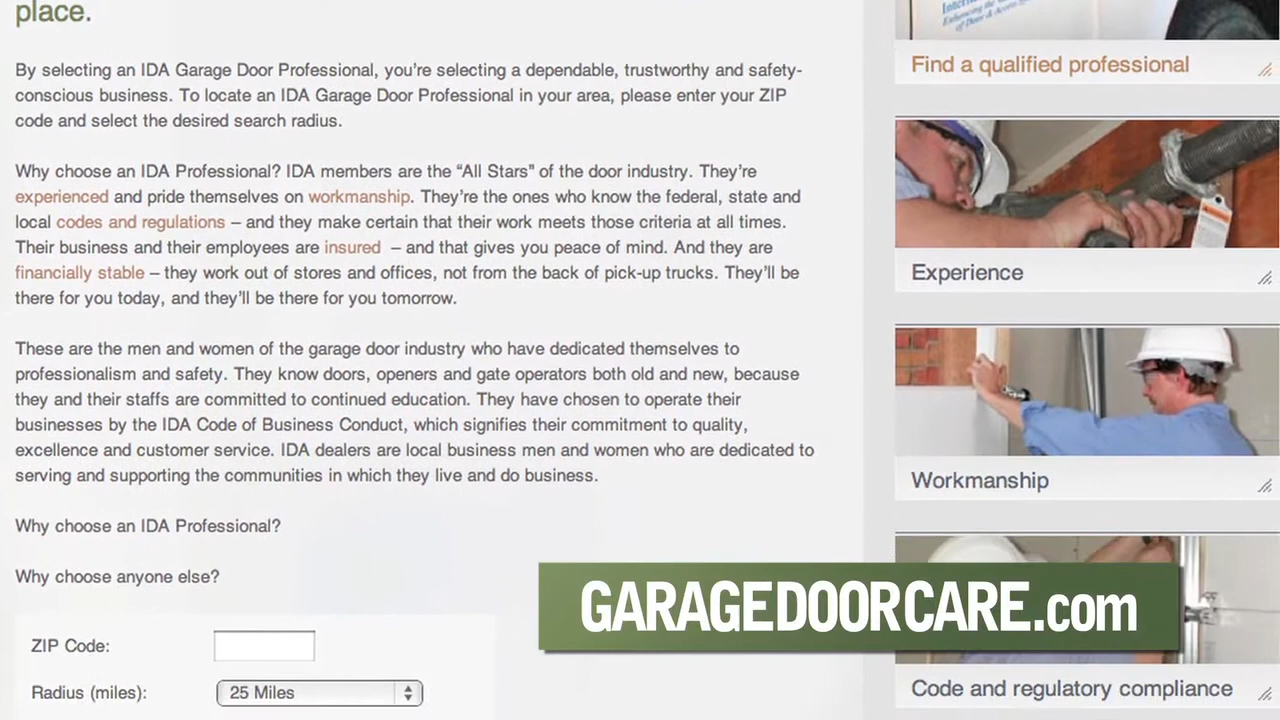 place.
By selecting an IDA Garage Door Professional, you're selecting a dependable, trustworthy and safety-
conscious business. To locate an IDA Garage Door Professional in your area, please enter your ZIP
code and select the desired search radius.
Why choose an IDA Professional? IDA members are the “All Stars” of the door industry. They're
experienced and pride themselves on workmanship. They're the ones who know the federal, state and
local codes and regulations – and they make certain that their work meets those criteria at all times.
Their business and their employees are insured – and that gives you peace of mind. And they are
financially stable – they work out of stores and offices, not from the back of pick-up trucks. They'll be
there for you today, and they'll be there for you tomorrow.
These are the men and women of the garage door industry who have dedicated themselves to
professionalism and safety. They know doors, openers and gate operators both old and new, because
they and their staffs are committed to continued education. They have chosen to operate their
businesses by the IDA Code of Business Conduct, which signifies their commitment to quality,
excellence and customer service. IDA dealers are local business men and women who are dedicated to
serving and supporting the communities in which they live and do business.
Why choose an IDA Professional?
Why choose anyone else?
ZIP Code:
Radius (miles): 25 Miles
Enhancing the
of Door & Access
Find a qualified professional
Experience
Workmanship
Code and regulatory compliance
GARAGEDOORCARE.com